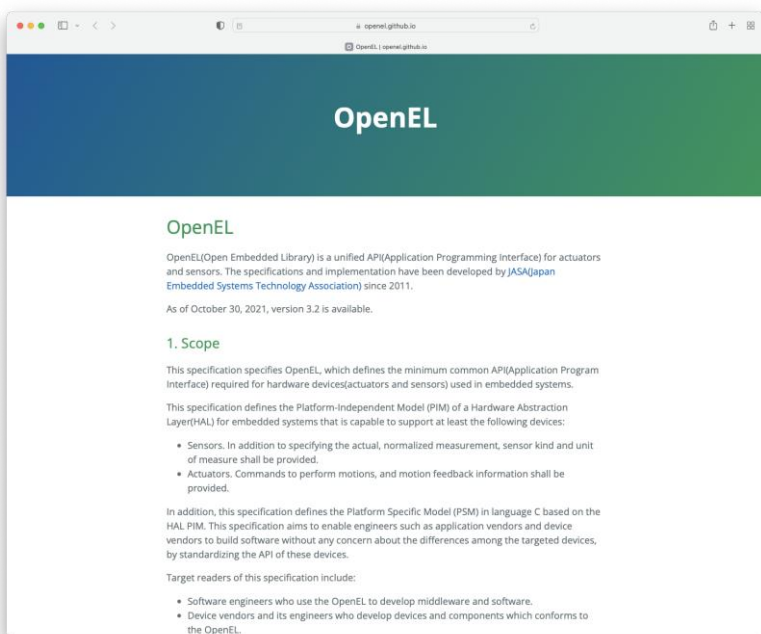 openel.github.io
OpenEL | openel.github.io
OpenEL
OpenEL
OpenEL(Open Embedded Library) is a unified API(Application Programming Interface) for actuators
and sensors. The specifications and implementation have been developed by JASA(Japan
Embedded Systems Technology Association) since 2011.
As of October 30, 2021, version 3.2 is available.
1. Scope
This specification specifies OpenEL, which defines the minimum common API(Application Program
Interface) required for hardware devices(actuators and sensors) used in embedded systems.
This specification defines the Platform-Independent Model (PIM) of a Hardware Abstraction
Layer(HAL) for embedded systems that is capable to support at least the following devices:
• Sensors. In addition to specifying the actual, normalized measurement, sensor kind and unit
of measure shall be provided.
• Actuators. Commands to perform motions, and motion feedback information shall be
provided.
In addition, this specification defines the Platform Specific Model (PSM) in language C based on the
HAL PIM. This specification aims to enable engineers such as application vendors and device
vendors to build software without any concern about the differences among the targeted devices,
by standardizing the API of these devices.
Target readers of this specification include:
• Software engineers who use the OpenEL to develop middleware and software.
• Device vendors and its engineers who develop devices and components which conforms to
the OpenEL.